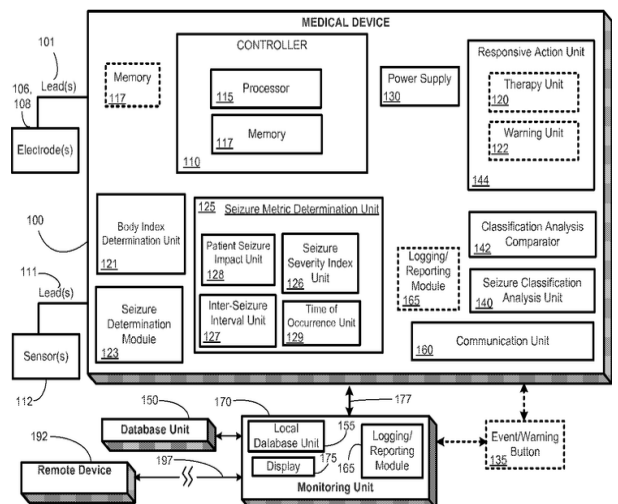 MEDICAL DEVICE
101
Lead(s)
106,
108
Electrode(s)
Memory
117
CONTROLLER
Processor
115
Memory
117
110
Power Supply
130
Responsive Action Unit
Therapy
Unit
120
Warning Unit
122
144
100
Body Index
Determination Unit
121
125
Seizure Metric Determination Unit
Patient Seizure
Impact Unit
128
Seizure
Severity Index
Unit
126
Inter-Seizure
Interval Unit
127
Time of
Occurrence Unit
129
Classification Analysis
Comparator
142
Logging/
Reporting
Module
165
Seizure Classification
Analysis Unit
140
111
Lead(s)
Seizure
Determination
Module
123
Sensor(s)
112
Communication Unit
160
150
170
177
Database Unit
Local
Database Unit
155
Logging/
Reporting
Module
165
Display
175
Monitoring Unit
Event/Warning
Button
135
192
Remote Device
197